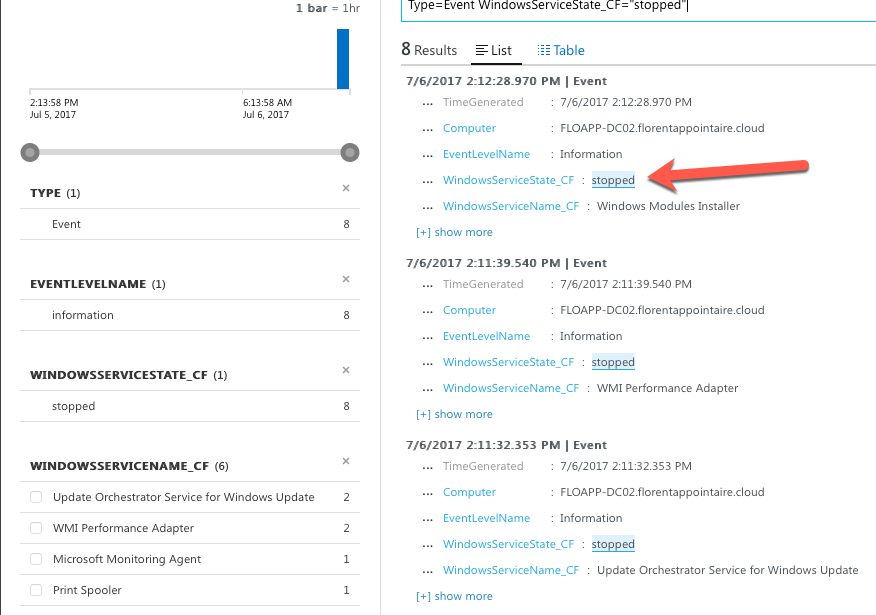 1 bar = 1hr
2:13:58 PM
Jul 5, 2017
6:13:58 AM
Jul 6, 2017
TYPE (1)
Event 8
EVENTLEVELNAME (1)
information 8
WINDOWSSERVICESTATE_CF (1)
stopped 8
WINDOWSSERVICENAME_CF (6)
Update Orchestrator Service for Windows Update 2
WMI Performance Adapter 2
Microsoft Monitoring Agent 1
Print Spooler 1
Type=Event WindowsServiceState_CF="stopped"
8 Results List Table
7/6/2017 2:12:28.970 PM | Event
... TimeGenerated : 7/6/2017 2:12:28.970 PM
... Computer : FLOAPP-DC02.florentappointaire.cloud
... EventLevelName : Information
... WindowsServiceState_CF : stopped
... WindowsServiceName_CF : Windows Modules Installer
[+] show more
7/6/2017 2:11:39.540 PM | Event
... TimeGenerated : 7/6/2017 2:11:39.540 PM
... Computer : FLOAPP-DC02.florentappointaire.cloud
... EventLevelName : Information
... WindowsServiceState_CF : stopped
... WindowsServiceName_CF : WMI Performance Adapter
[+] show more
7/6/2017 2:11:32.353 PM | Event
... TimeGenerated : 7/6/2017 2:11:32.353 PM
... Computer : FLOAPP-DC02.florentappointaire.cloud
... EventLevelName : Information
... WindowsServiceState_CF : stopped
... WindowsServiceName_CF : Update Orchestrator Service for Windows Update
[+] show more